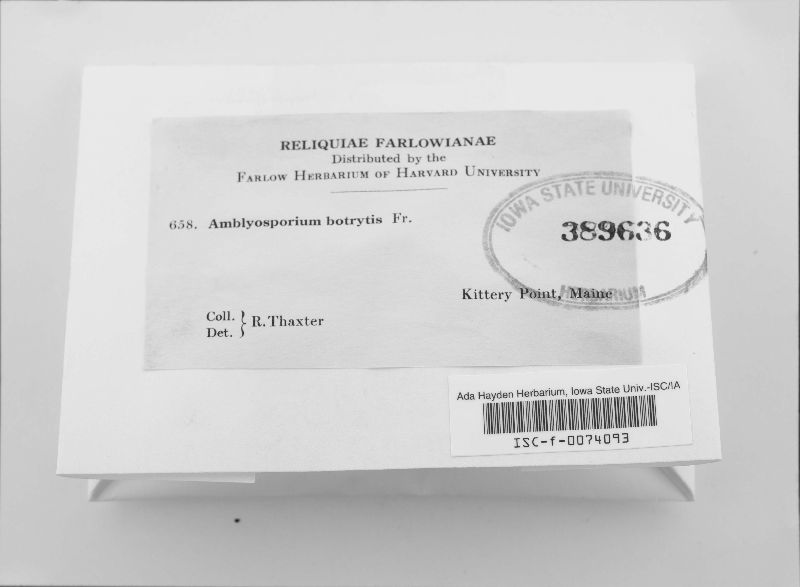 RELIQUIAE FARLOWIANAE
Distributed by the
FARLOW HERBARIUM OF HARVARD UNIVERSITY
658. Amblyosporium botrytis Fr.
IOWA STATE UNIVERSITY
389636
HERBARIUM
Kittery Point, Maine
Coll. } R.Thaxter
Det.
Ada Hayden Herbarium, Iowa State Univ.-ISC/IA
ISC-f-0074093